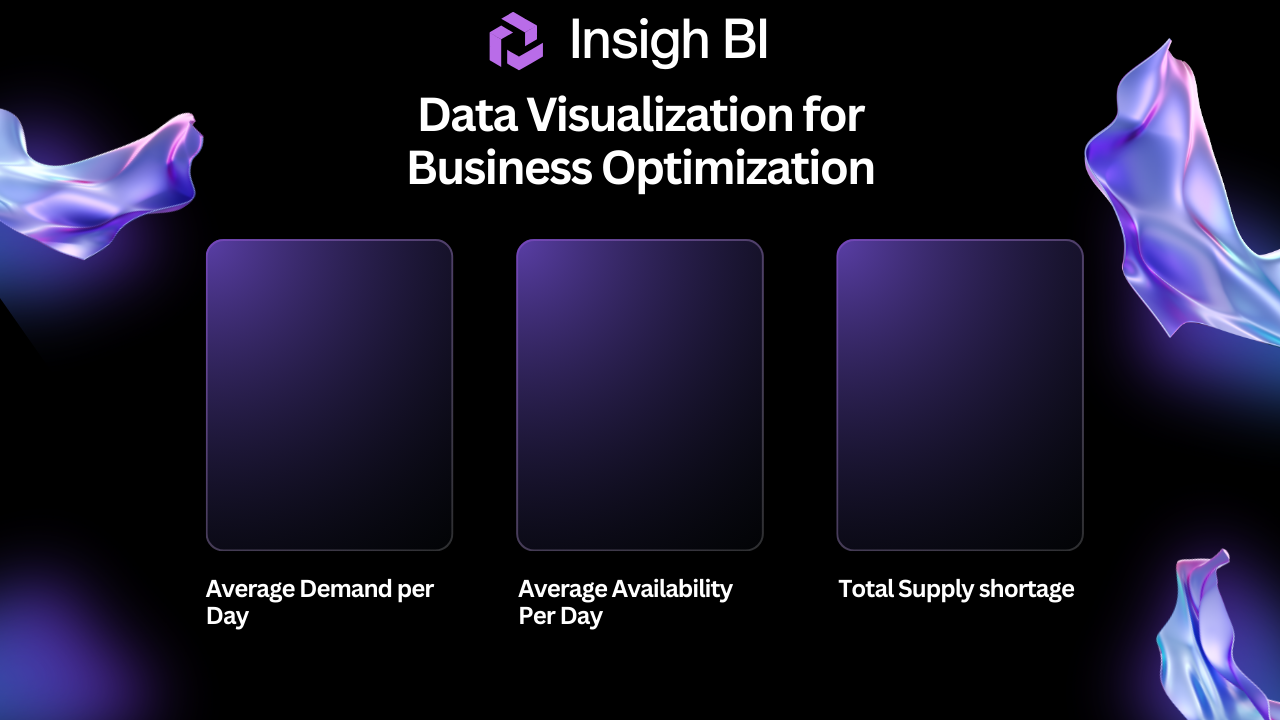 Insigh BI
Data Visualization for
Business Optimization
Average Demand per
Day
Average Availability
Per Day
Total Supply shortage